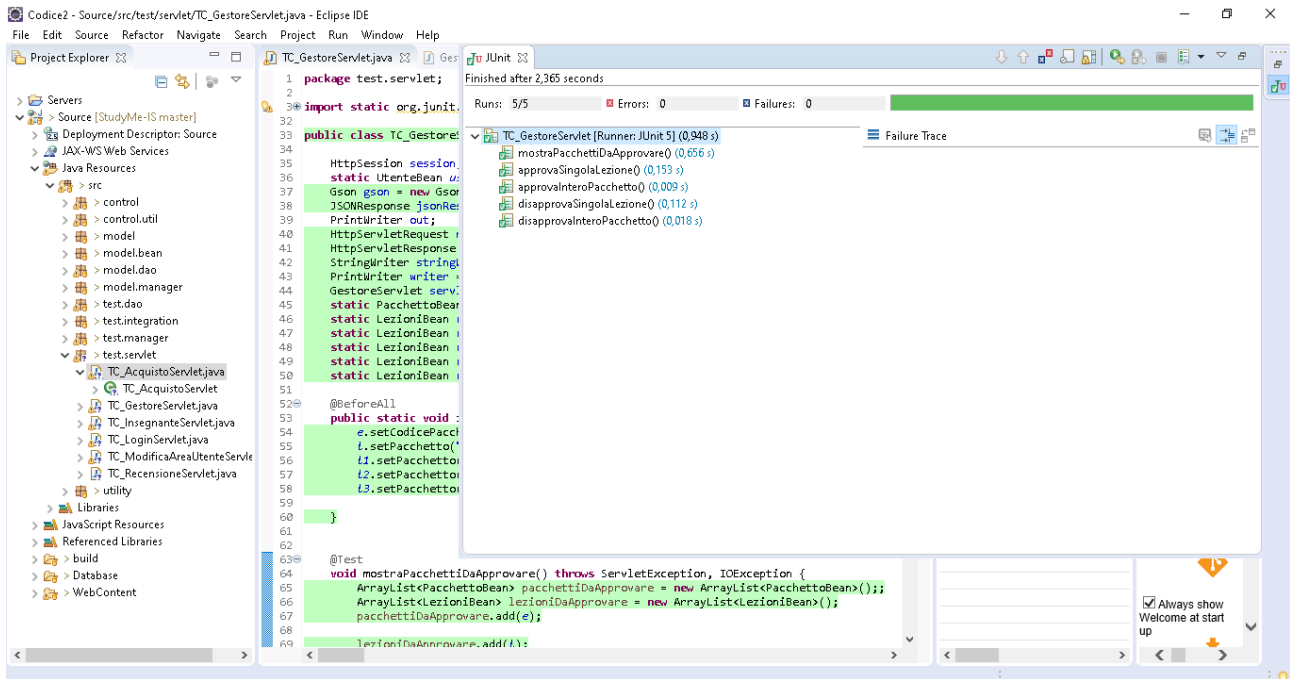 Codice2 - Source/src/test/servlet/TC_GestoreServlet.java - Eclipse IDE
File Edit Source Refactor Navigate Search Project Run Window Help
Project Explorer
Servers
> Source [StudyMe-IS master]
Deployment Descriptor: Source
JAX-WS Web Services
> Java Resources
> src
> control
> control.util
> model
> model.bean
> model.dao
> model.manager
> test.dao
> test.integration
> test.manager
> test.servlet
TC_AcquistoServlet.java
TC_AcquistoServlet
TC_GestoreServlet.java
TC_InsegnanteServlet.java
TC_LoginServlet.java
TC_ModificaAreaUtenteServle
TC_RecensioneServlet.java
> utility
Libraries
JavaScript Resources
Referenced Libraries
> build
> Database
> WebContent
TC_GestoreServlet.java
Ges
1 package test.servlet;
2
3 import static org.junit.
32
33 public class TC_GestoreS
34
35 HttpSession session
36 static UtenteBean us
37 Gson gson = new Gson
38 JSONResponse jsonRes
39 PrintWriter out;
40 HttpServletRequest r
41 HttpServletResponse
42 StringWriter stringW
43 PrintWriter writer =
44 GestoreServlet servl
45 static PacchettoBean
46 static LezioniBean
47 static LezioniBean
48 static LezioniBean
49 static LezioniBean
50 static LezioniBean
51
52 @BeforeAll
53 public static void
54 e.setCodicePacch
55 l.setPacchetto("
56 l1.setPacchetto
57 l2.setPacchetto
58 l3.setPacchetto
59
60 }
61
62
63 @Test
64 void mostraPacchettiDaApprovare() throws ServletException, IOException {
65 ArrayList<PacchettoBean> pacchettiDaApprovare = new ArrayList<PacchettoBean>();;
66 ArrayList<LezioniBean> lezioniDaApprovare = new ArrayList<LezioniBean>();
67 pacchettiDaApprovare.add(e);
68
69 lezioniDaApprovare.add(l);
JUnit
Finished after 2,365 seconds
Runs: 5/5 Errors: 0 Failures: 0
TC_GestoreServlet [Runner: JUnit 5] (0,948 s)
mostraPacchettiDaApprovare() (0,656 s)
approvaSingolaLezione() (0,153 s)
approvaInteroPacchetto() (0,009 s)
disapprovaSingolaLezione() (0,112 s)
disapprovaInteroPacchetto() (0,018 s)
Failure Trace
Always show
Welcome at start
up